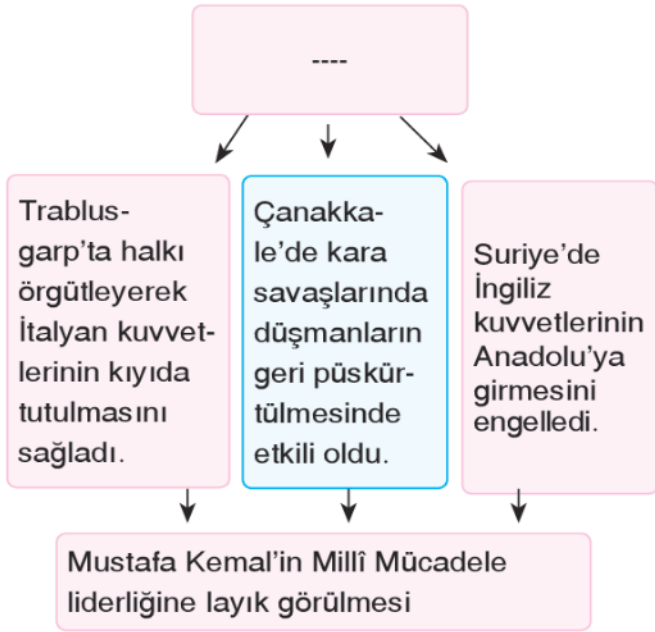 ----
Trablus-
garp’ta halkı
örgütleyerek
İtalyan kuvvet-
lerinin kıyıda
tutulmasını
sağladı.
Çanakka-
le’de kara
savaşlarında
düşmanların
geri püskür-
tülmesinde
etkili oldu.
Suriye’de
İngiliz
kuvvetlerinin
Anadolu’ya
girmesini
engelledi.
Mustafa Kemal’in Millî Mücadele
liderliğine layık görülmesi